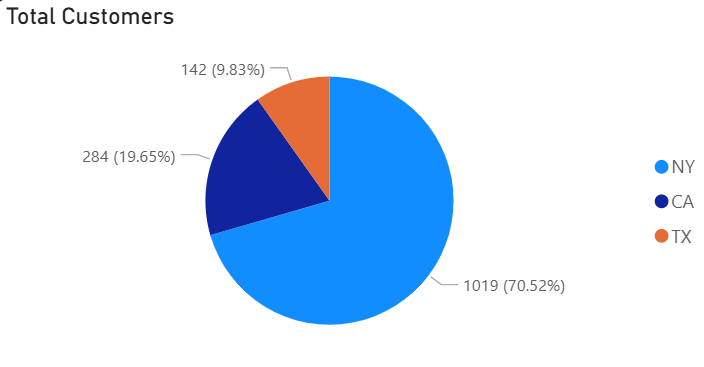 Total Customers
142 (9.83%)
284 (19.65%)
1019 (70.52%)
NY
CA
TX